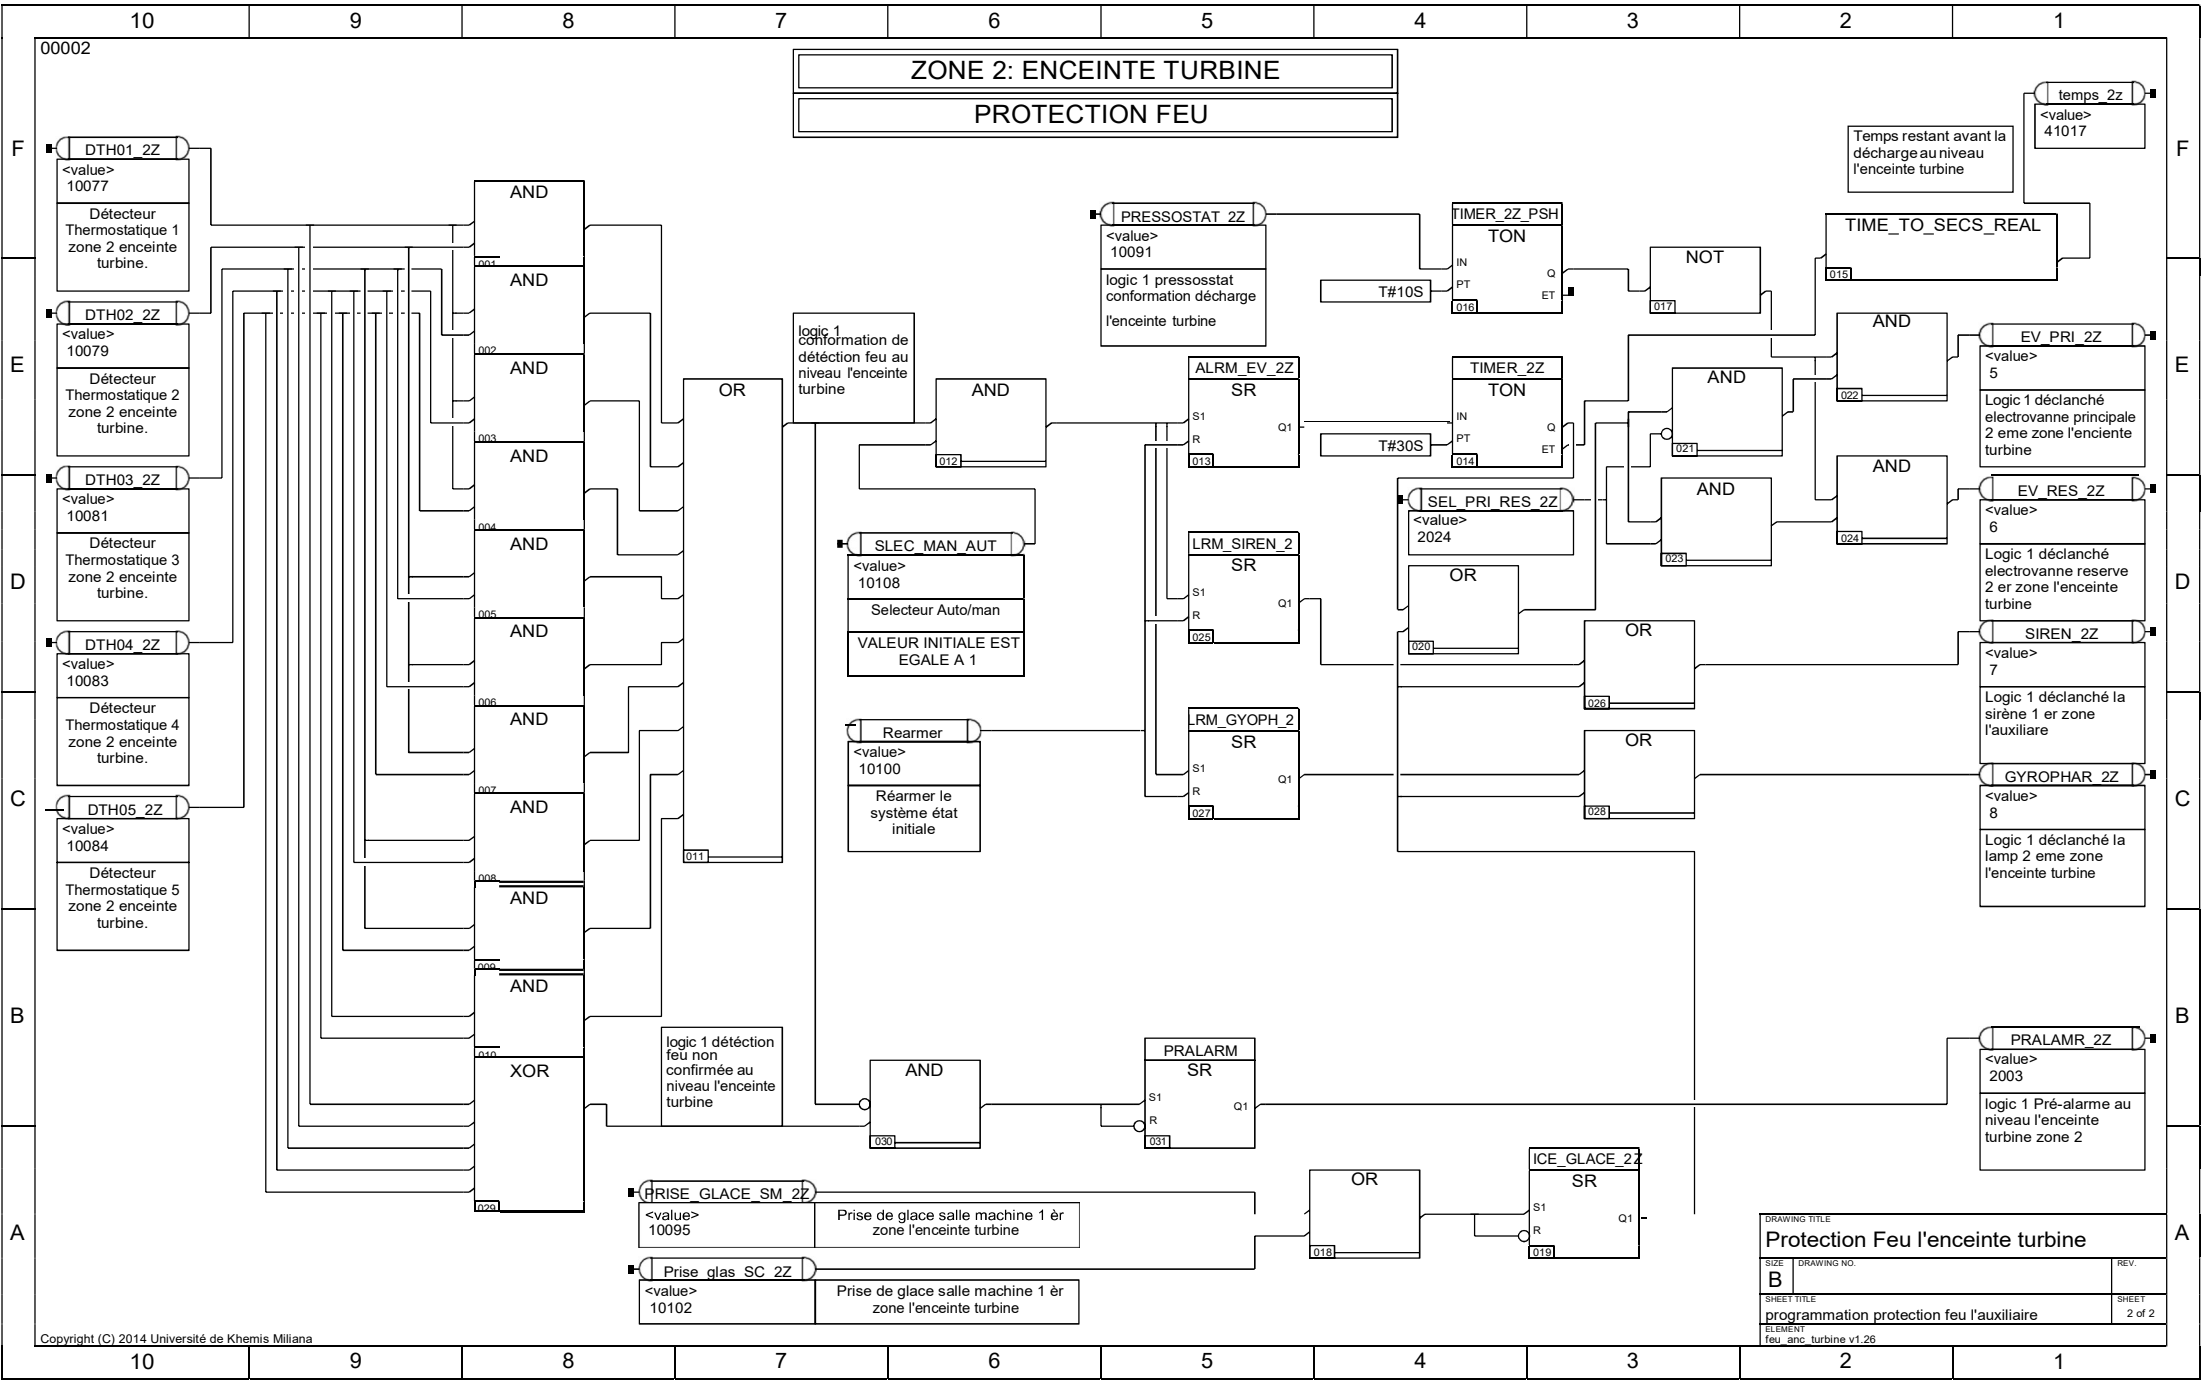 10 9 8 7 6 5 4 3 2 1
00002
ZONE 2: ENCEINTE TURBINE
PROTECTION FEU
F
E
D
C
B
A
DTH01_2Z
<value>
10077
Détecteur
Thermostatique 1
zone 2 enceinte
turbine.
DTH02_2Z
<value>
10079
Détecteur
Thermostatique 2
zone 2 enceinte
turbine.
DTH03_2Z
<value>
10081
Détecteur
Thermostatique 3
zone 2 enceinte
turbine.
DTH04_2Z
<value>
10083
Détecteur
Thermostatique 4
zone 2 enceinte
turbine.
DTH05_2Z
<value>
10084
Détecteur
Thermostatique 5
zone 2 enceinte
turbine.
AND
001
AND
002
AND
003
AND
004
AND
005
AND
006
AND
007
AND
008
AND
009
AND
010
XOR
029
OR
011
logic 1
conformation de
détéction feu au
niveau l'enceinte
turbine
logic 1 détéction
feu non
confirmée au
niveau l'enceinte
turbine
AND
012
SLEC_MAN_AUT
<value>
10108
Selecteur Auto/man
VALEUR INITIALE EST
EGALE A 1
Rearmer
<value>
10100
Réarmer le
système état
initiale
AND
030
PRISE_GLACE_SM_2Z
<value>
10095
Prise de glace salle machine 1 èr
zone l'enceinte turbine
Prise_glas_SC_2Z
<value>
10102
Prise de glace salle machine 1 èr
zone l'enceinte turbine
PRESSOSTAT_2Z
<value>
10091
logic 1 pressosstat
conformation décharge
l'enceinte turbine
ALRM_EV_2Z
SR
S1
R
Q1
013
LRM_SIREN_2
SR
S1
R
Q1
025
LRM_GYOPH_2
SR
S1
R
Q1
027
PRALARM
SR
S1
R
Q1
031
TIMER_2Z_PSH
TON
IN
PT
Q
ET
016
T#10S
TIMER_2Z
TON
IN
PT
Q
ET
014
T#30S
SEL_PRI_RES_2Z
<value>
2024
OR
020
OR
018
ICE_GLACE_2Z
SR
S1
R
Q1
019
NOT
017
AND
021
AND
023
OR
026
OR
028
Temps restant avant la
décharge au niveau
l'enceinte turbine
TIME_TO_SECS_REAL
015
AND
022
AND
024
temps_2z
<value>
41017
EV_PRI_2Z
<value>
5
Logic 1 déclanché
electrovanne principale
2 eme zone l'enciente
turbine
EV_RES_2Z
<value>
6
Logic 1 déclanché
electrovanne reserve
2 er zone l'enceinte
turbine
SIREN_2Z
<value>
7
Logic 1 déclanché la
sirène 1 er zone
l'auxiliare
GYROPHAR_2Z
<value>
8
Logic 1 déclanché la
lamp 2 eme zone
l'enceinte turbine
PRALAMR_2Z
<value>
2003
logic 1 Pré-alarme au
niveau l'enceinte
turbine zone 2
F
E
D
C
B
A
DRAWING TITLE
Protection Feu l'enceinte turbine
SIZE
B
DRAWING NO.
REV.
SHEET TITLE
programmation protection feu l'auxiliaire
SHEET
2 of 2
ELEMENT
feu_anc_turbine v1.26
Copyright (C) 2014 Université de Khemis Miliana
10 9 8 7 6 5 4 3 2 1